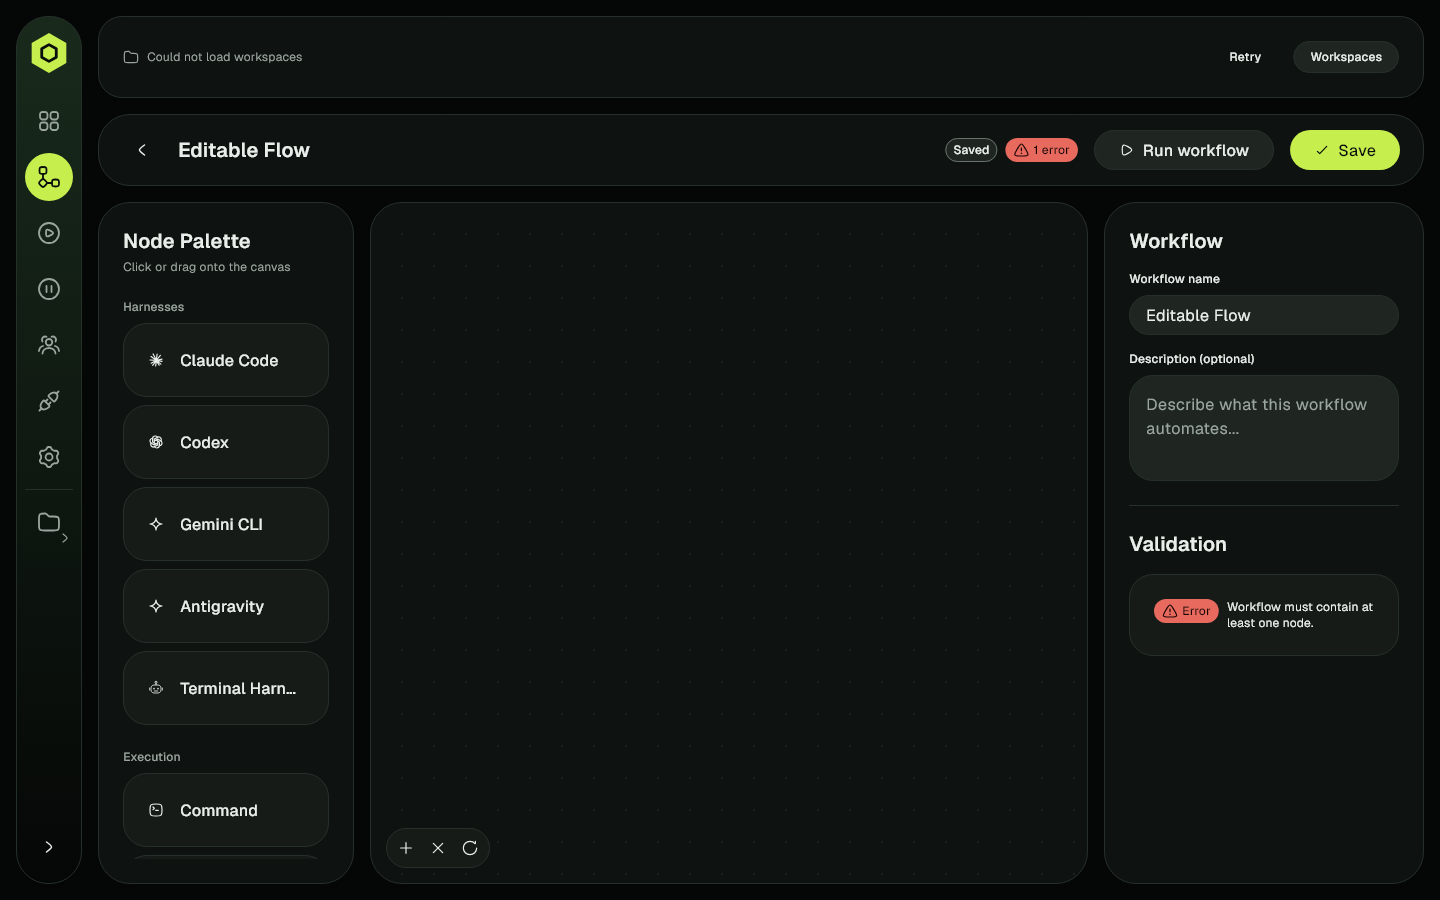 Could not load workspaces
Retry
Workspaces
Editable Flow
Saved
1 error
Run workflow
Save
Node Palette
Click or drag onto the canvas
Harnesses
Claude Code
Codex
Gemini CLI
Antigravity
Terminal Harn...
Execution
Command
Workflow
Workflow name
Editable Flow
Description (optional)
Describe what this workflow
automates...
Validation
Error
Workflow must contain at
least one node.